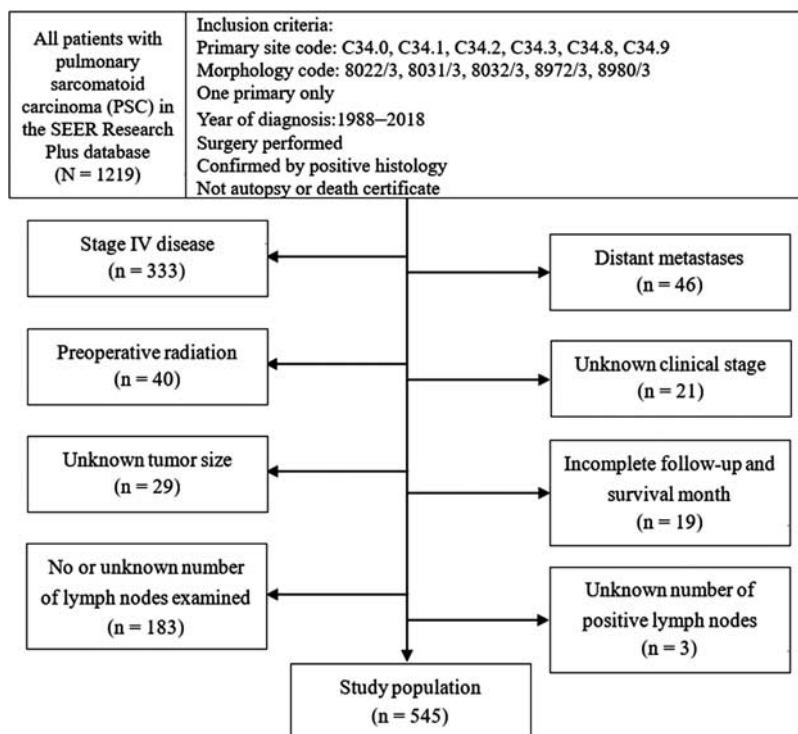 All patients with
pulmonary
sarcomatoid
carcinoma (PSC) in
the SEER Research
Plus database
(N = 1219)
Inclusion criteria:
Primary site code: C34.0, C34.1, C34.2, C34.3, C34.8, C34.9
Morphology code: 8022/3, 8031/3, 8032/3, 8972/3, 8980/3
One primary only
Year of diagnosis:1988–2018
Surgery performed
Confirmed by positive histology
Not autopsy or death certificate
Stage IV disease
(n = 333)
Distant metastases
(n = 46)
Preoperative radiation
(n = 40)
Unknown clinical stage
(n = 21)
Unknown tumor size
(n = 29)
Incomplete follow-up and
survival month
(n = 19)
No or unknown number
of lymph nodes examined
(n = 183)
Unknown number of
positive lymph nodes
(n = 3)
Study population
(n = 545)